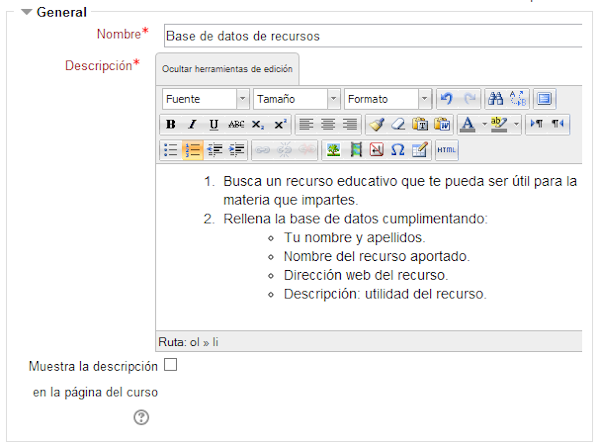 General
Nombre*
Base de datos de recursos
Descripción*
Ocultar herramientas de edición
Fuente Tamaño Formato
B I U ABC X₂ X²
A ab
Ω HTML
1. Busca un recurso educativo que te pueda ser útil para la
materia que impartes.
2. Rellena la base de datos cumplimentando:
Tu nombre y apellidos.
Nombre del recurso aportado.
Dirección web del recurso.
Descripción: utilidad del recurso.
Ruta: ol » li
Muestra la descripción
en la página del curso
?